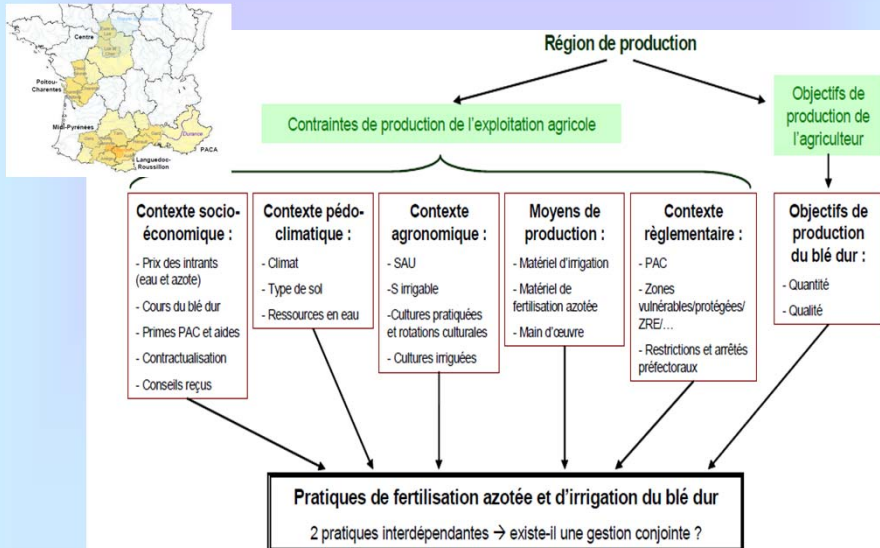 Centre
Poitou-
Charentes
Midi-Pyrénées
Durance
PACA
Languedoc-
Roussillon
Région de production
Contraintes de production de l'exploitation agricole
Objectifs de
production de
l'agriculteur
Contexte socio-
économique :
- Prix des intrants
(eau et azote)
- Cours du blé dur
- Primes PAC et aides
- Contractualisation
- Conseils reçus
Contexte pédo-
climatique :
- Climat
- Type de sol
- Ressources en eau
Contexte
agronomique :
- SAU
- S irrigable
-Cultures pratiquées
et rotations culturales
- Cultures irriguées
Moyens de
production :
- Matériel d'irrigation
- Matériel de
fertilisation azotée
- Main d'œuvre
Contexte
règlementaire :
- PAC
- Zones
vulnérables/protégées/
ZRE/…
- Restrictions et arrêtés
préfectoraux
Objectifs de
production
du blé dur :
- Quantité
- Qualité
Pratiques de fertilisation azotée et d'irrigation du blé dur
2 pratiques interdépendantes → existe-il une gestion conjointe ?